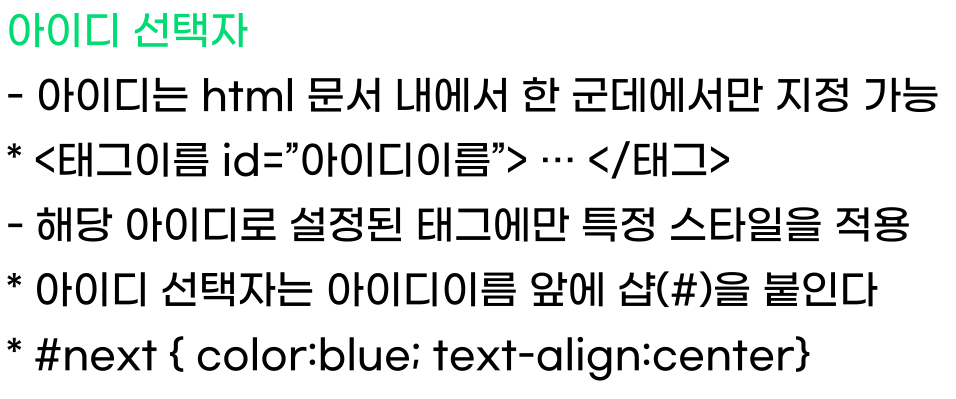 아이디 선택자
- 아이디는 html 문서 내에서 한 군데에서만 지정 가능
* <태그이름 id=”아이디이름”> … </태그>
- 해당 아이디로 설정된 태그에만 특정 스타일을 적용
* 아이디 선택자는 아이디이름 앞에 샵(#)을 붙인다
* #next { color:blue; text-align:center}